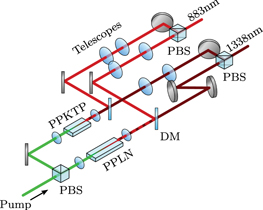 Telescopes
883nm
PBS
1338nm
PBS
PPKTP
DM
PPLN
PBS
Pump